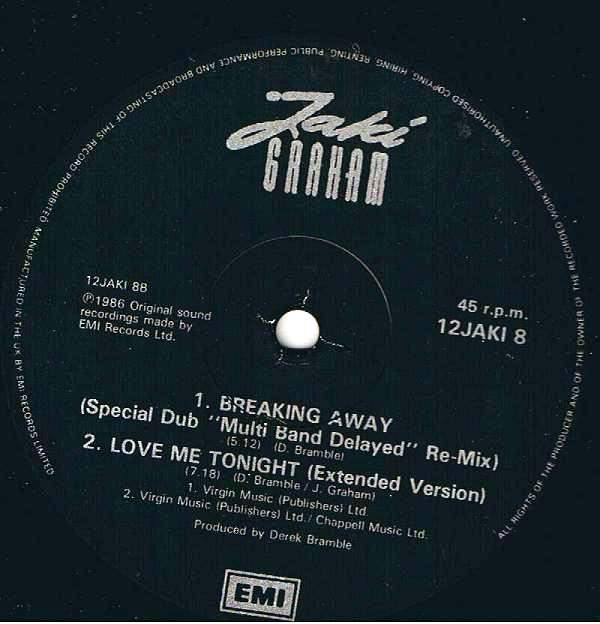 Jaki
GRAHAM
12JAKI 8B
℗1986 Original sound
recordings made by
EMI Records Ltd.
45 r.p.m.
12JAKI 8
1. BREAKING AWAY
(Special Dub "Multi Band Delayed" Re-Mix)
(5.12) (D. Bramble)
2. LOVE ME TONIGHT (Extended Version)
(7.18) (D. Bramble / J. Graham)
1. Virgin Music (Publishers) Ltd.
2. Virgin Music (Publishers) Ltd. / Chappell Music Ltd.
Produced by Derek Bramble
EMI
ALL RIGHTS OF THE PRODUCER AND OF THE OWNER OF THE RECORDED WORK RESERVED. UNAUTHORISED COPYING, HIRING, RENTING, PUBLIC PERFORMANCE AND BROADCASTING OF THIS RECORD PROHIBITED. MANUFACTURED IN THE UK BY EMI RECORDS LIMITED